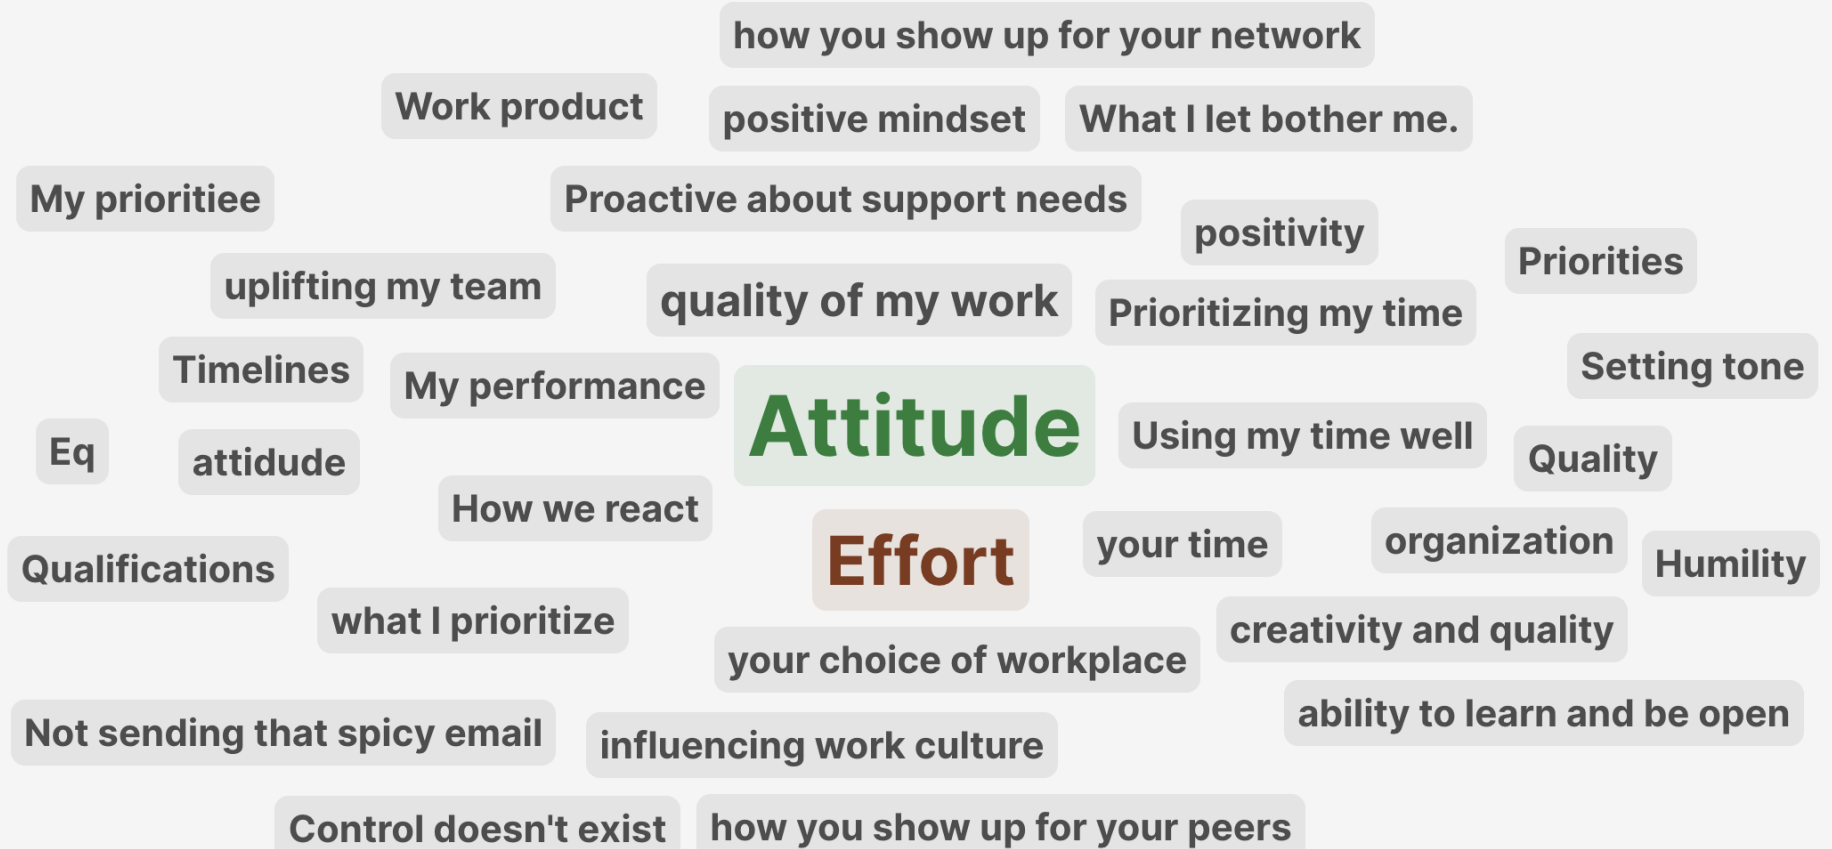 how you show up for your network
Work product
positive mindset
What I let bother me.
My prioritiee
Proactive about support needs
positivity
Priorities
uplifting my team
quality of my work
Prioritizing my time
Timelines
My performance
Setting tone
Attitude
Using my time well
Eq
attidude
Quality
How we react
Effort
your time
organization
Humility
Qualifications
what I prioritize
creativity and quality
your choice of workplace
ability to learn and be open
Not sending that spicy email
influencing work culture
Control doesn't exist
how you show up for your peers